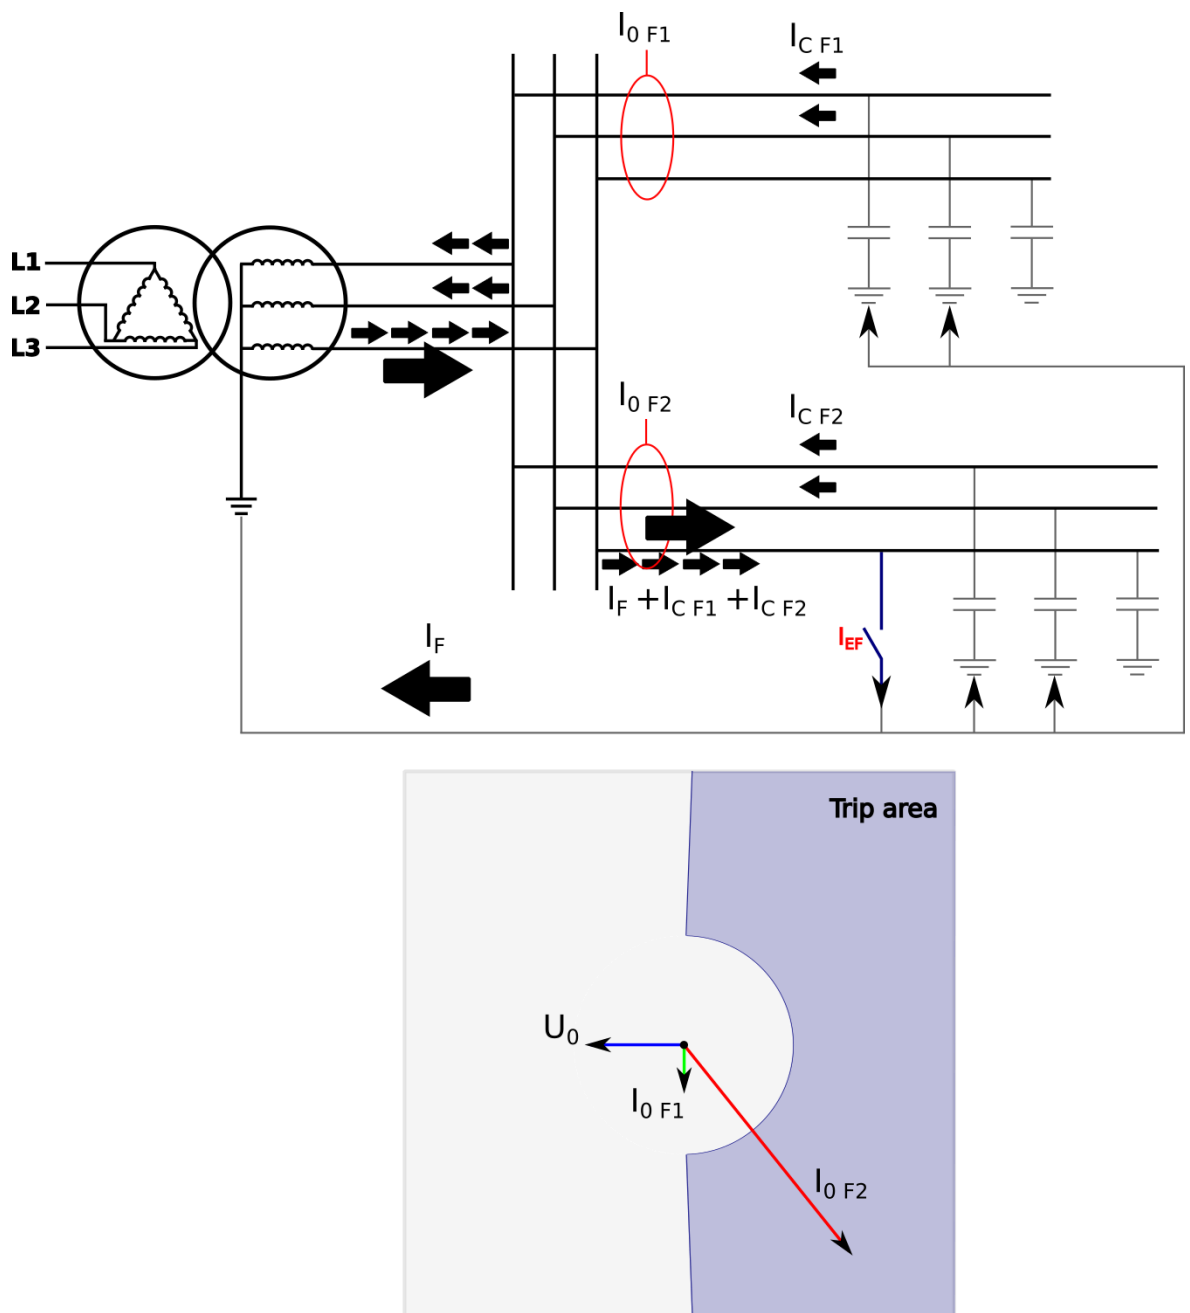 I0 F1
IC F1
L1
L2
L3
I0 F2
IC F2
IF +IC F1 +IC F2
IF
IEF
Trip area
U0
I0 F1
I0 F2